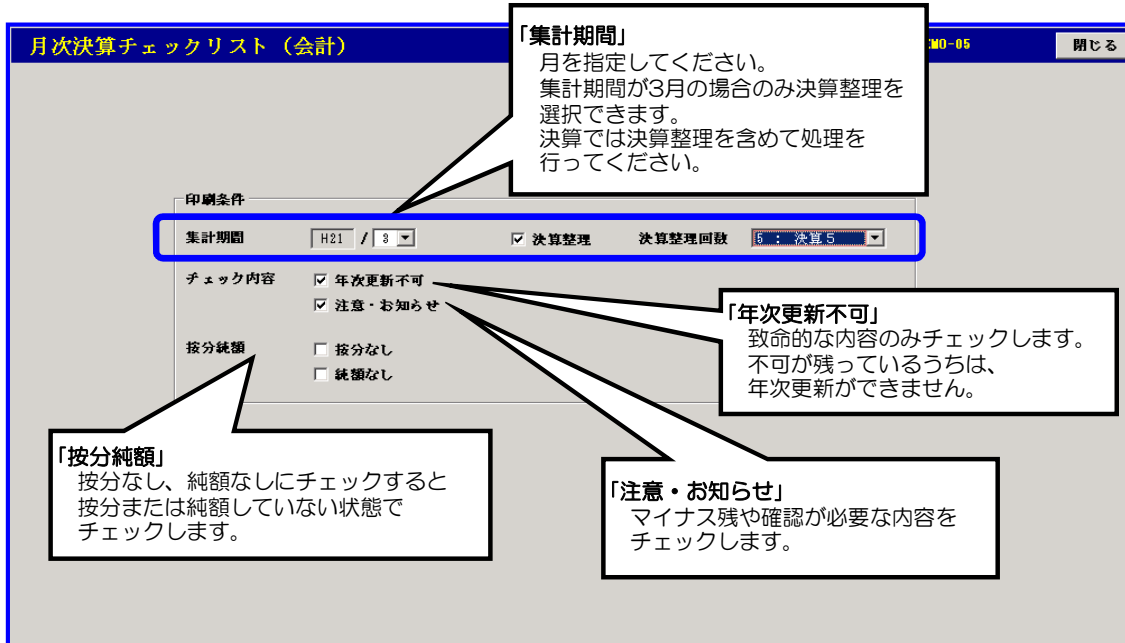 月次決算チェックリスト（会計）
MO-05
閉じる
「集計期間」
月を指定してください。
集計期間が3月の場合のみ決算整理を
選択できます。
決算では決算整理を含めて処理を
行ってください。
印刷条件
集計期間 H21 / 3 決算整理 決算整理回数 5 : 決算5
チェック内容 年次更新不可
注意・お知らせ
按分純額 按分なし
純額なし
「年次更新不可」
致命的な内容のみチェックします。
不可が残っているうちは、
年次更新ができません。
「按分純額」
按分なし、純額なしにチェックすると
按分または純額していない状態で
チェックします。
「注意・お知らせ」
マイナス残や確認が必要な内容を
チェックします。